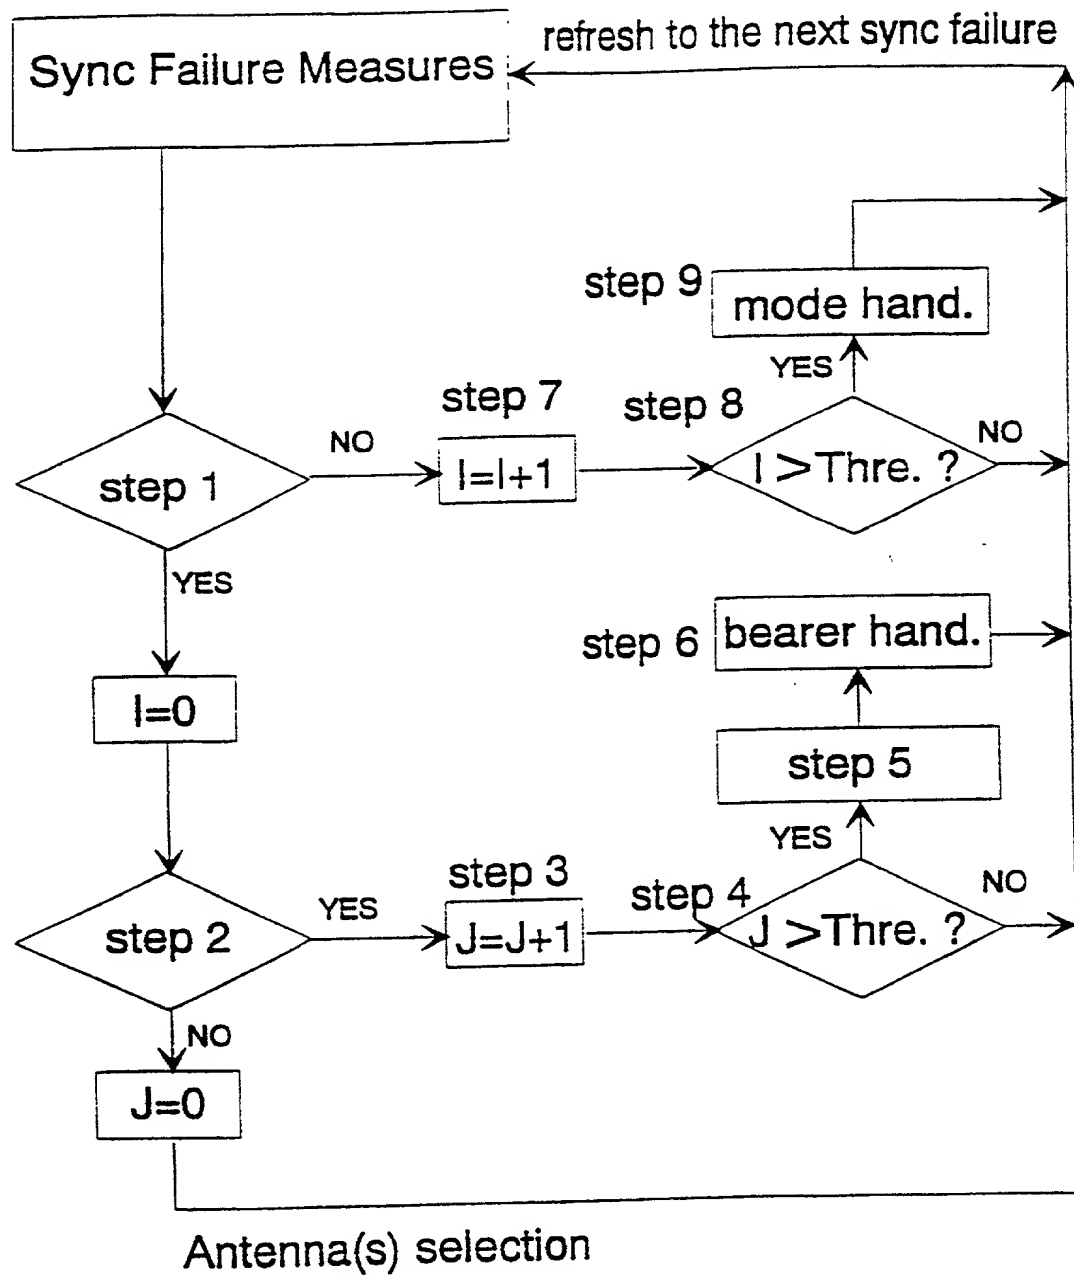 refresh to the next sync failure
Sync Failure Measures
step 9
mode hand.
YES
step 7
step 8
NO
NO
step 1
I=I+1
I >Thre. ?
YES
step 6
bearer hand.
I=0
step 5
YES
step 3
step 4
NO
YES
step 2
J=J+1
J >Thre. ?
NO
J=0
Antenna(s) selection